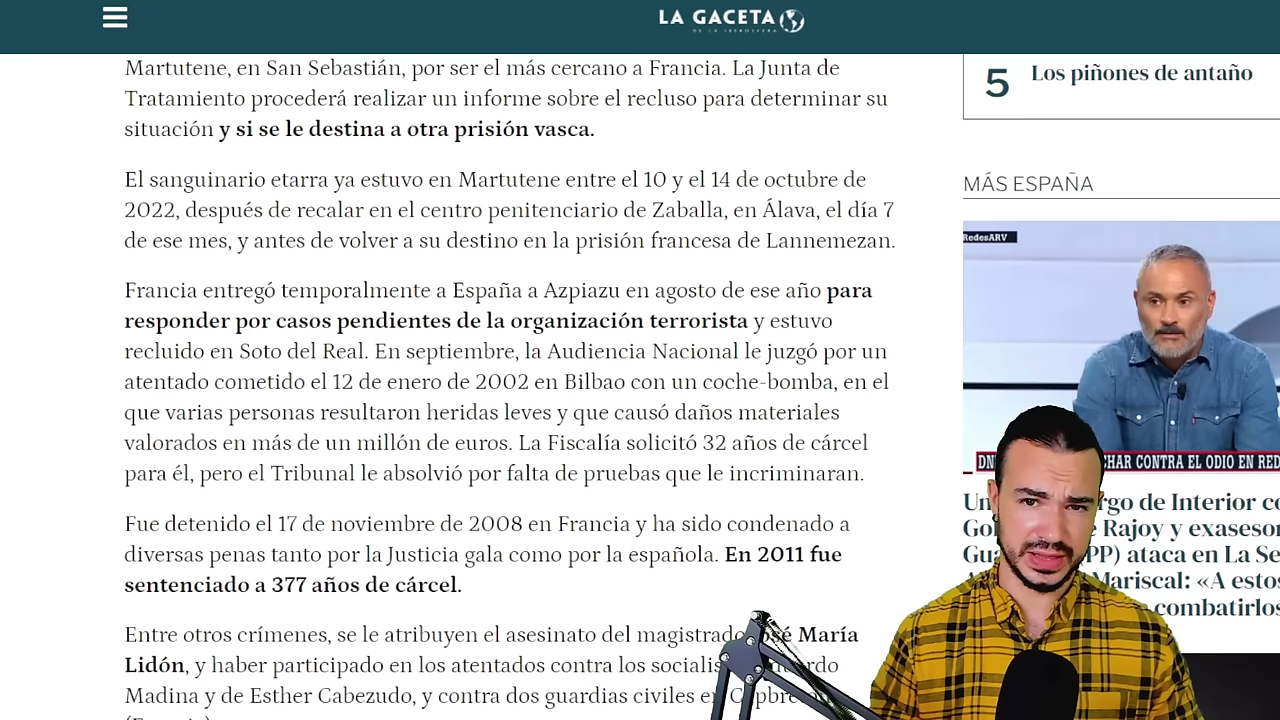 LA GACETA
DE LA IBEROSFERA
Martutene, en San Sebastián, por ser el más cercano a Francia. La Junta de
Tratamiento procederá realizar un informe sobre el recluso para determinar su
situación y si se le destina a otra prisión vasca.
El sanguinario etarra ya estuvo en Martutene entre el 10 y el 14 de octubre de
2022, después de recalar en el centro penitenciario de Zaballa, en Álava, el día 7
de ese mes, y antes de volver a su destino en la prisión francesa de Lannemezan.
Francia entregó temporalmente a España a Azpiazu en agosto de ese año para
responder por casos pendientes de la organización terrorista y estuvo
recluido en Soto del Real. En septiembre, la Audiencia Nacional le juzgó por un
atentado cometido el 12 de enero de 2002 en Bilbao con un coche-bomba, en el
que varias personas resultaron heridas leves y que causó daños materiales
valorados en más de un millón de euros. La Fiscalía solicitó 32 años de cárcel
para él, pero el Tribunal le absolvió por falta de pruebas que le incriminaran.
Fue detenido el 17 de noviembre de 2008 en Francia y ha sido condenado a
diversas penas tanto por la Justicia gala como por la española. En 2011 fue
sentenciado a 377 años de cárcel.
Entre otros crímenes, se le atribuyen el asesinato del magistrado José María
Lidón, y haber participado en los atentados contra los
Madina y de Esther Cabezudo, y contra dos guardias civiles en
5 Los piñones de antaño
MÁS ESPAÑA
RedesARV
CHAR CONTRA EL ODIO EN RED
Un rgo de Interior co
Go e Rajoy y exasesor
Gua PP) ataca en La Se
Mariscal: «A estos
combatirlos